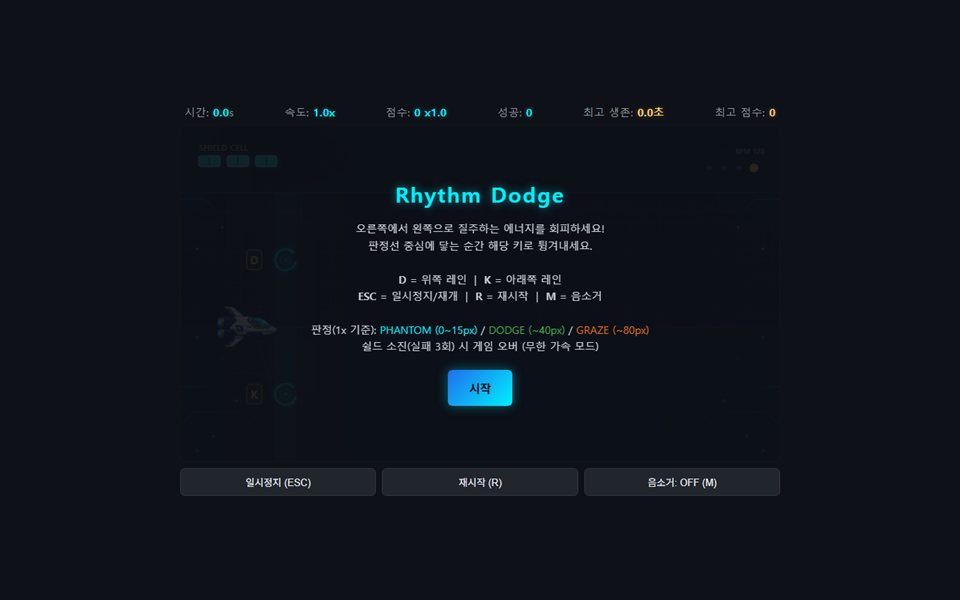 시간: 0.0s 속도: 1.0x 점수: 0 x1.0 성공: 0 최고 생존: 0.0초 최고 점수: 0
SHIELD CELL
Rhythm Dodge
오른쪽에서 왼쪽으로 질주하는 에너지를 회피하세요!
판정선 중심에 닿는 순간 해당 키로 튕겨내세요.
D
D = 위쪽 레인 | K = 아래쪽 레인
ESC = 일시정지/재개 | R = 재시작 | M = 음소거
판정(1x 기준): PHANTOM (0~15px) / DODGE (~40px) / GRAZE (~80px)
쉴드 소진(실패 3회) 시 게임 오버 (무한 가속 모드)
시작
K
일시정지 (ESC) 재시작 (R) 음소거: OFF (M)